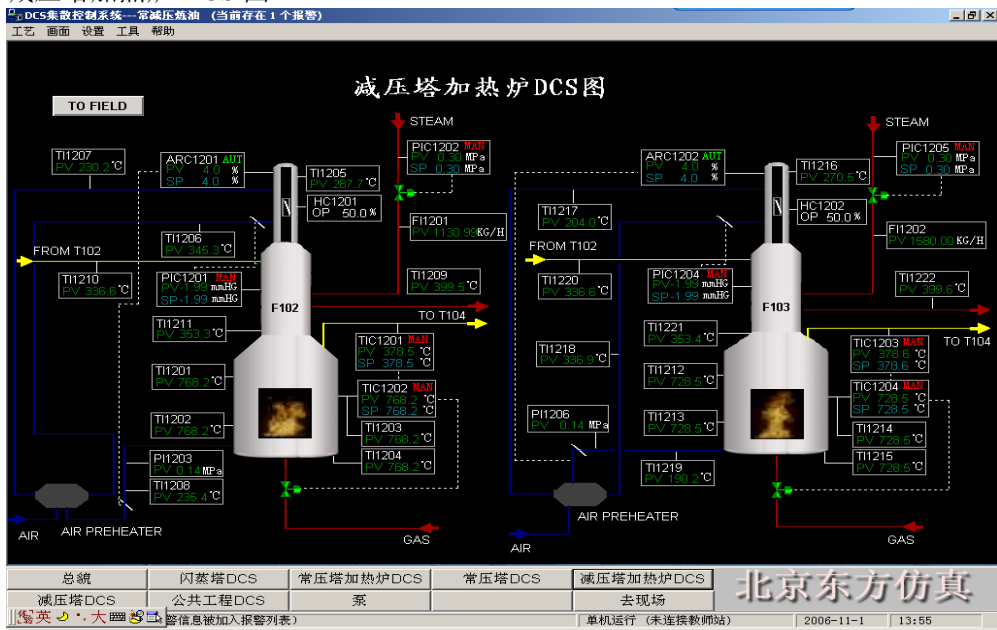 DCS集散控制系统---常减压炼油 (当前存在 1 个报警)
工艺 画面 设置 工具 帮助
减压塔加热炉DCS图
TO FIELD
STEAM
TI1207
PV 230.2 ℃
ARC1201 AUT
PV 4.0 %
SP 4.0 %
TI1205
PV 287.7 ℃
HC1201
OP 50.0 %
PIC1202 MAN
PV 0.30 MPa
SP 0.30 MPa
FI1201
PV 1130.99 KG/H
TI1206
PV 345.3 ℃
FROM T102
TI1210
PV 336.6 ℃
PIC1201 MAN
PV -1.99 mmHG
SP -1.99 mmHG
TI1209
PV 399.5 ℃
F102
TO T104
TI1211
PV 353.3 ℃
TIC1201 MAN
PV 378.5 ℃
SP 378.5 ℃
TI1201
PV 768.2 ℃
TIC1202 MAN
PV 768.2 ℃
SP 768.2 ℃
TI1202
PV 768.2 ℃
TI1203
PV 768.2 ℃
TI1204
PV 768.2 ℃
PI1203
PV 0.14 MPa
TI1208
PV 235.4 ℃
AIR
AIR PREHEATER
GAS
STEAM
ARC1202 AUT
PV 4.0 %
SP 4.0 %
TI1216
PV 270.5 ℃
HC1202
OP 50.0 %
PIC1205 MAN
PV 0.30 MPa
SP 0.30 MPa
FI1202
PV 1580.00 KG/H
TI1217
PV 204.0 ℃
FROM T102
TI1220
PV 336.6 ℃
PIC1204 MAN
PV -1.99 mmHG
SP -1.99 mmHG
TI1222
PV 399.6 ℃
F103
TO T104
TI1221
PV 353.4 ℃
TI1218
PV 336.9 ℃
TIC1203 MAN
PV 378.6 ℃
SP 378.6 ℃
TI1212
PV 728.5 ℃
TIC1204 MAN
PV 728.5 ℃
SP 728.5 ℃
PI1206
PV 0.14 MPa
TI1213
PV 728.5 ℃
TI1214
PV 728.5 ℃
TI1215
PV 728.5 ℃
TI1219
PV 190.2 ℃
AIR PREHEATER
AIR
GAS
总貌 闪蒸塔DCS 常压塔加热炉DCS 常压塔DCS 减压塔加热炉DCS
减压塔DCS 公共工程DCS 泵 去现场
北京东方仿真
英 大 警信息被加入报警列表) 单机运行 (未连接教师站) 2006-11-1 13:55